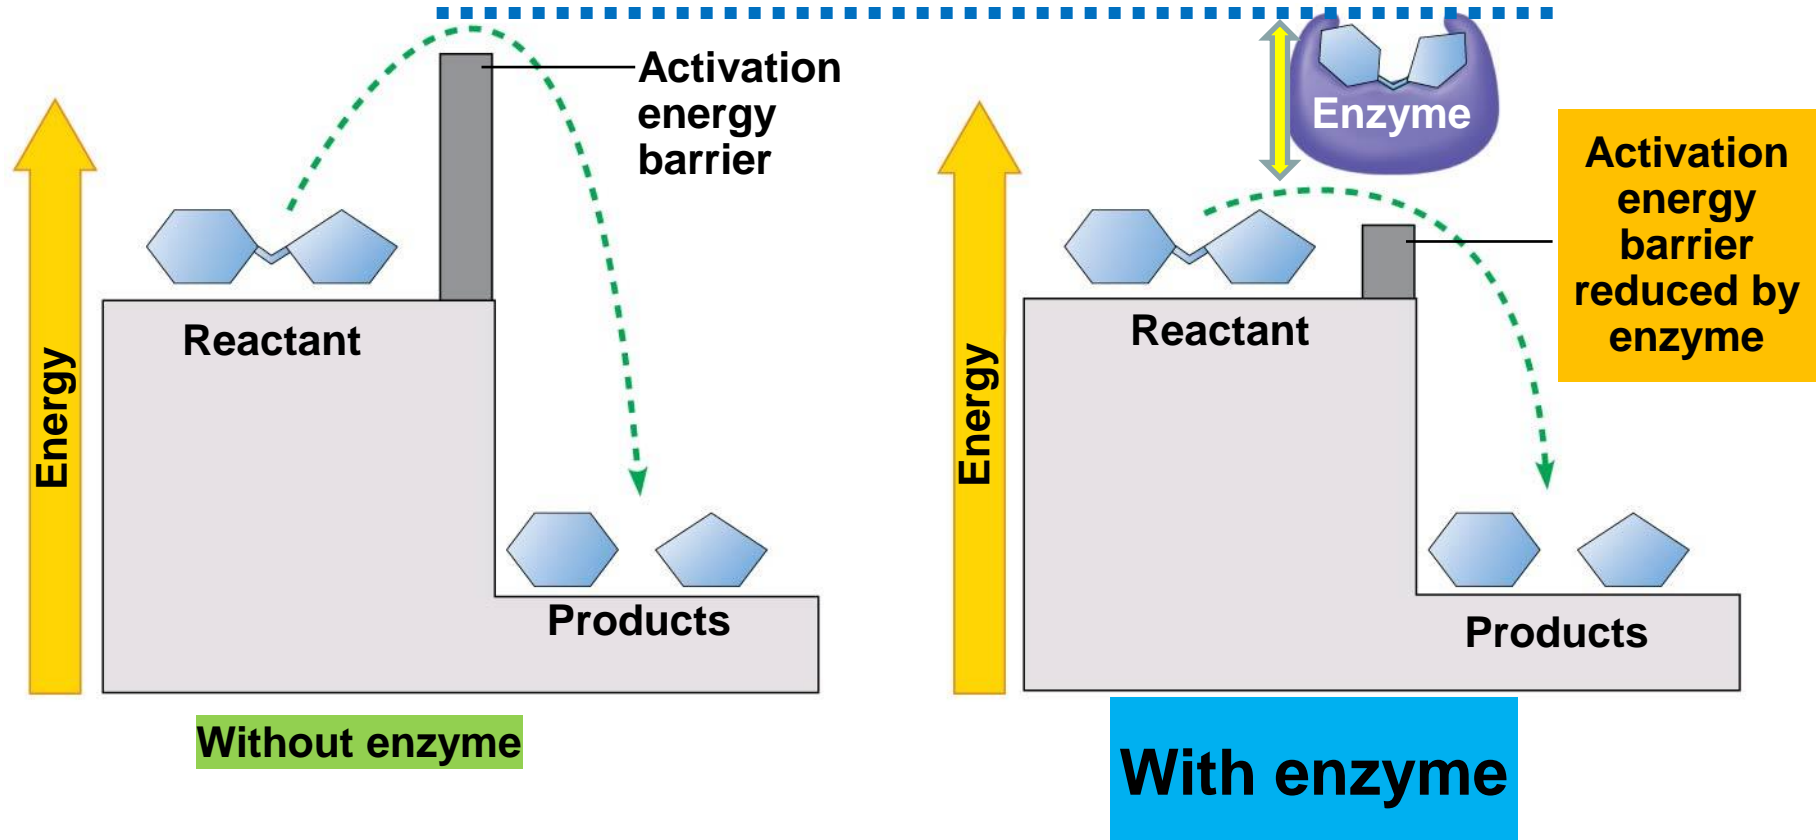 Activation
energy
barrier
Reactant
Energy
Products
Without enzyme
Enzyme
Activation
energy
barrier
reduced by
enzyme
Reactant
Energy
Products
With enzyme